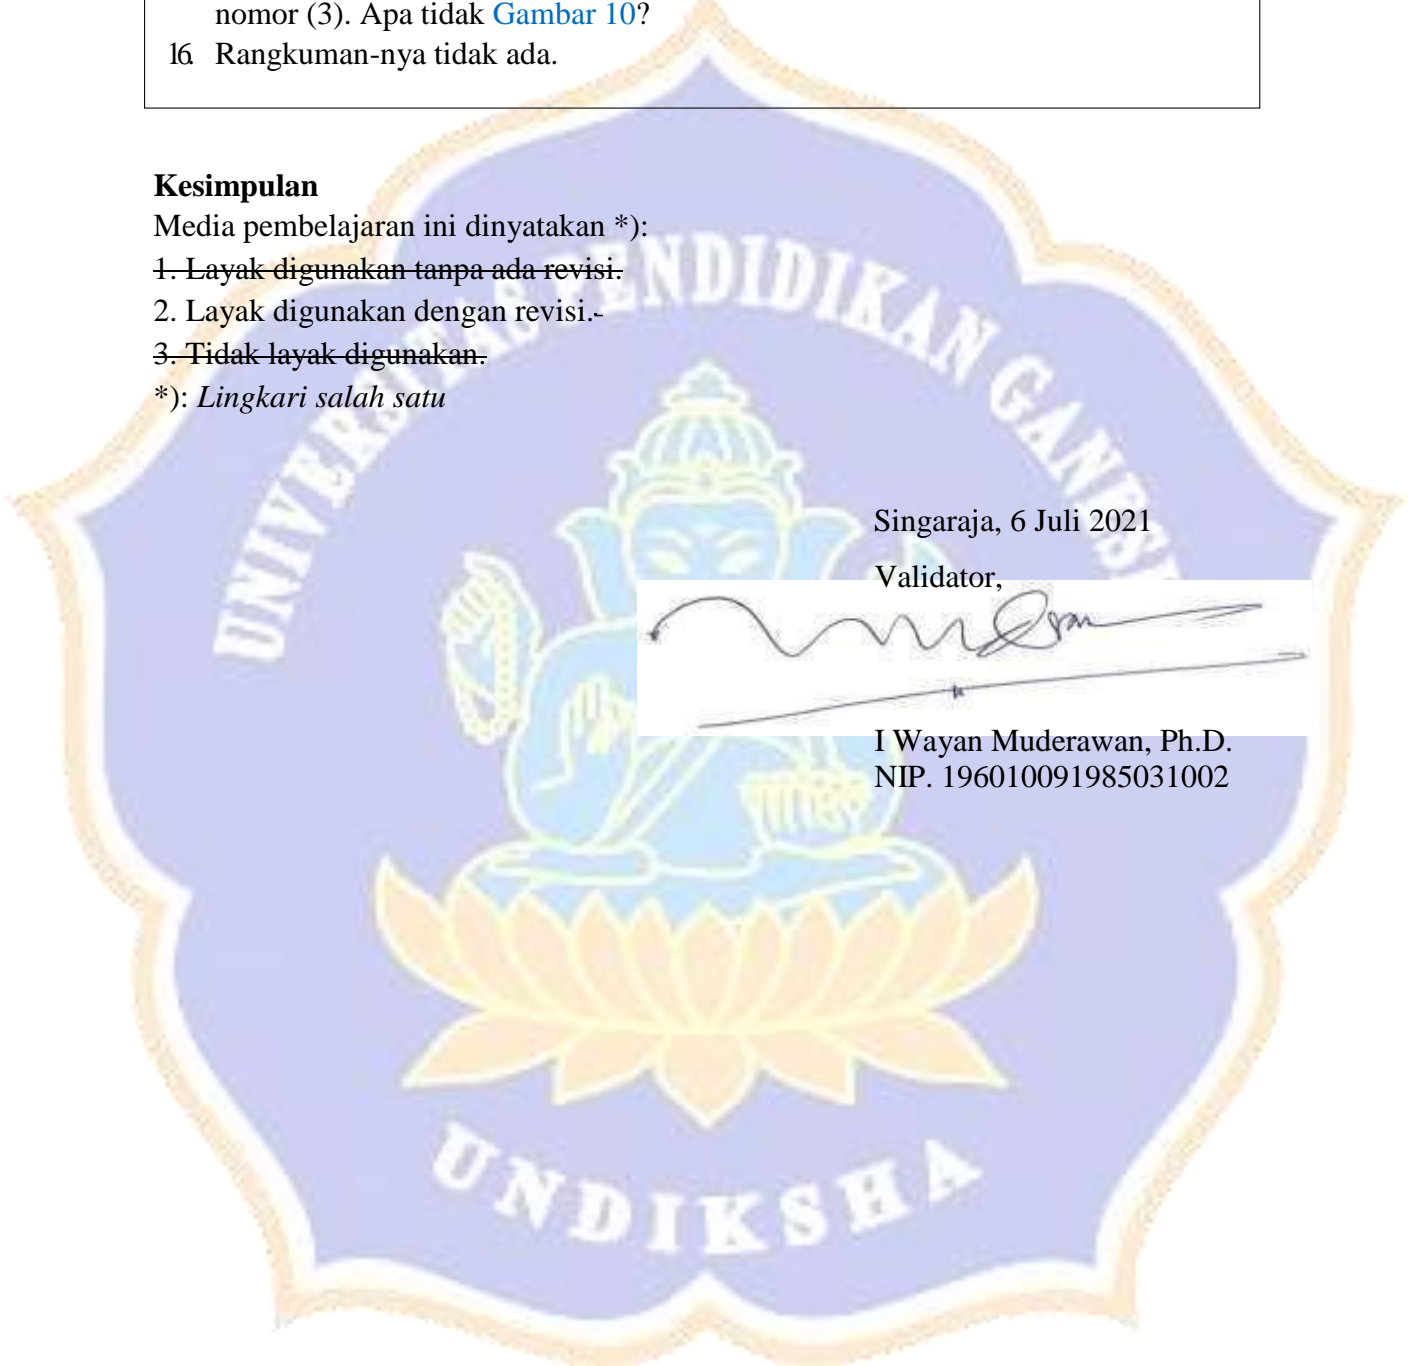 nomor (3). Apa tidak Gambar 10?
16. Rangkuman-nya tidak ada.
Kesimpulan
Media pembelajaran ini dinyatakan *):
1. Layak digunakan tanpa ada revisi.
2. Layak digunakan dengan revisi.
3. Tidak layak digunakan.
*): Lingkari salah satu
UNIVERSITAS PENDIDIKAN GANESHA
Singaraja, 6 Juli 2021
Validator,
I Wayan Muderawan, Ph.D.
NIP. 196010091985031002
UNDIKSHA